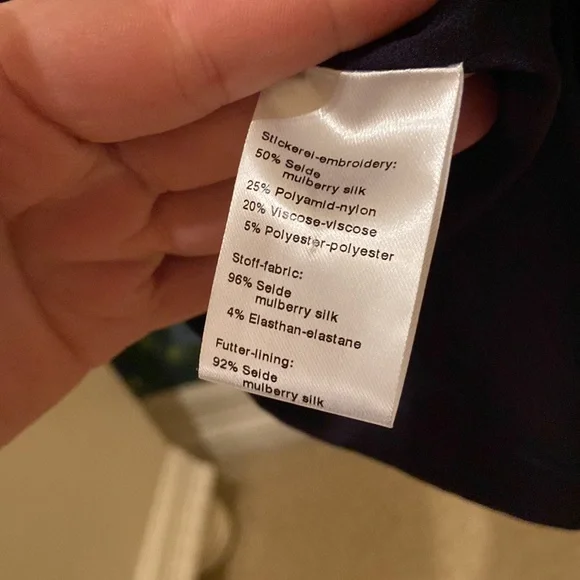 Stickerei-embroidery:
50% Seide
mulberry silk
25% Polyamid-nylon
20% Viscose-viscose
5% Polyester-polyester
Stoff-fabric:
96% Seide
mulberry silk
4% Elasthan-elastane
Futter-lining:
92% Seide
mulberry silk